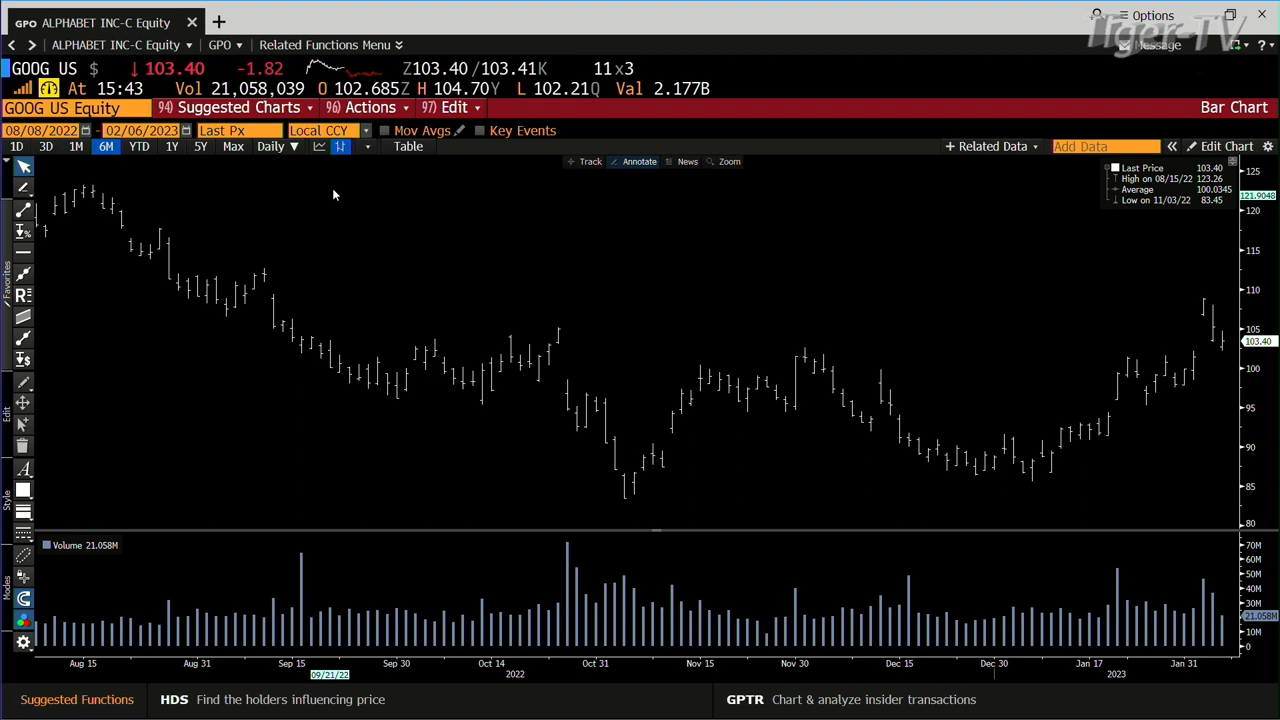 GPO ALPHABET INC-C Equity × +
Options
Tiger-TV
< > ALPHABET INC-C Equity GPO Related Functions Menu Message ?
GOOG US $ ↓103.40 -1.82 Z103.40/103.41K 11x3
At 15:43 Vol 21,058,039 O 102.685Z H 104.70Y L 102.21Q Val 2.177B
GOOG US Equity 94) Suggested Charts 96) Actions 97) Edit Bar Chart
08/08/2022 - 02/06/2023 Last Px Local CCY Mov Avgs Key Events
1D 3D 1M 6M YTD 1Y 5Y Max Daily ▼ Table + Related Data Add Data « Edit Chart
Track Annotate News Zoom
Last Price 103.40
High on 08/15/22 123.26
Average 100.0345
Low on 11/03/22 83.45
125
121.9048
120
115
110
105
103.40
100
95
90
85
80
Favorites
Edit
Style
Modes
Volume 21.058M
70M
60M
50M
40M
30M
21.058M
10M
0
Aug 15 Aug 31 Sep 15 Sep 30 Oct 14 Oct 31 Nov 15 Nov 30 Dec 15 Dec 30 Jan 17 Jan 31
09/21/22 2022 2023
Suggested Functions HDS Find the holders influencing price GPTR Chart & analyze insider transactions